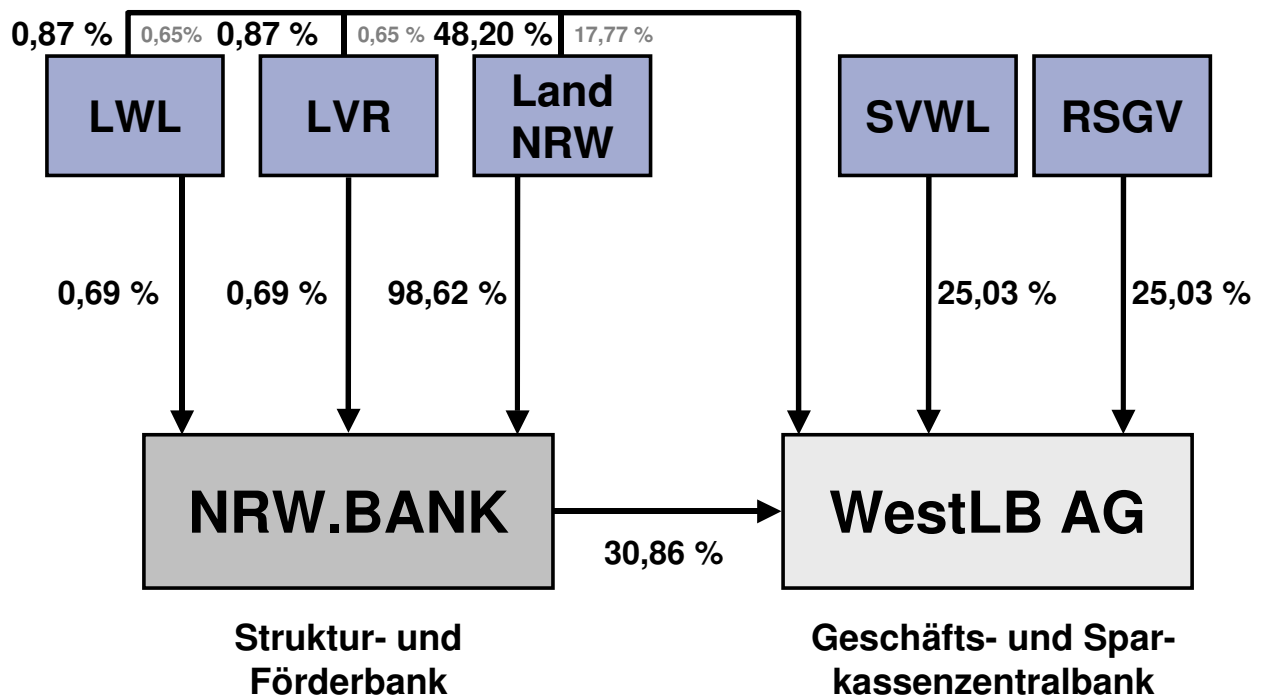 0,87 % 0,65% 0,87 % 0,65 % 48,20 % 17,77 %
LWL
LVR
Land
NRW
SVWL
RSGV
0,69 %
0,69 %
98,62 %
25,03 %
25,03 %
NRW.BANK
WestLB AG
30,86 %
Struktur- und
Förderbank
Geschäfts- und Spar-
kassenzentralbank